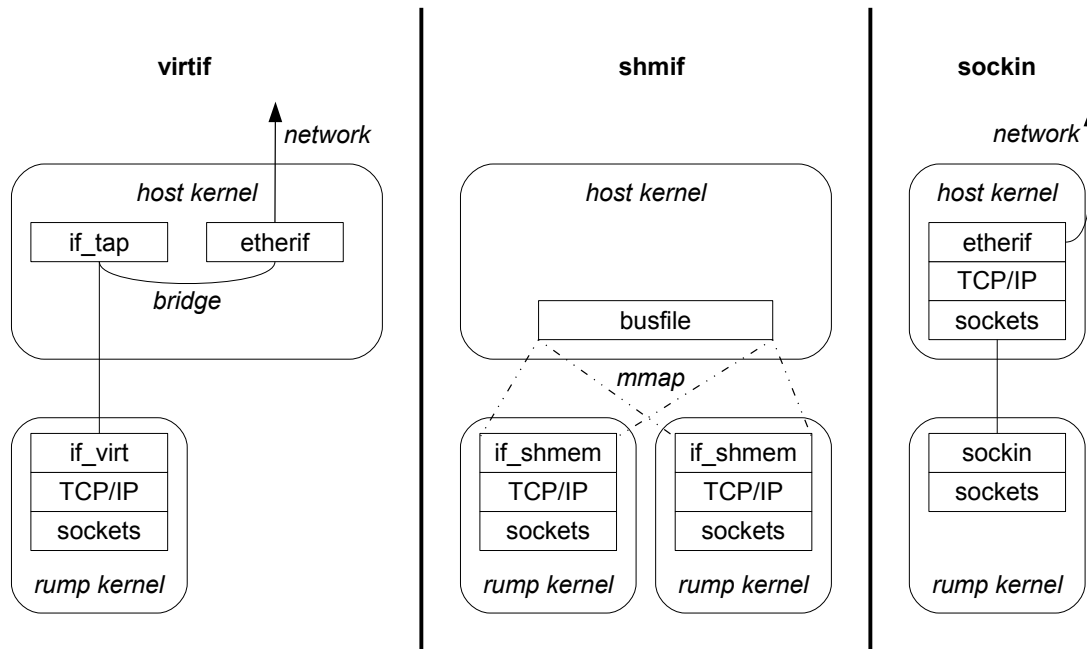 virtif
network
host kernel
if_tap
etherif
bridge
if_virt
TCP/IP
sockets
rump kernel
shmif
host kernel
busfile
mmap
if_shmem
TCP/IP
sockets
rump kernel
if_shmem
TCP/IP
sockets
rump kernel
sockin
network
host kernel
etherif
TCP/IP
sockets
sockin
sockets
rump kernel